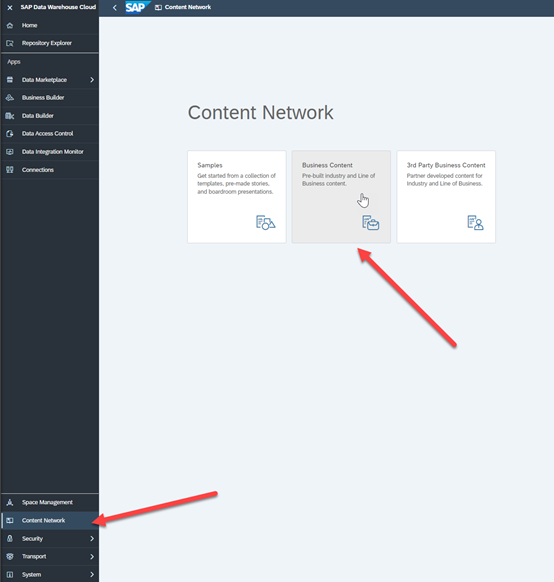 SAP Data Warehouse Cloud
SAP
Content Network
Home
Repository Explorer
Apps
Data Marketplace
Business Builder
Data Builder
Data Access Control
Data Integration Monitor
Connections
Content Network
Samples
Get started from a collection of
templates, pre-made stories,
and boardroom presentations.
Business Content
Pre-built industry and Line of
Business content.
3rd Party Business Content
Partner developed content for
Industry and Line of Business.
Space Management
Content Network
Security
Transport
System